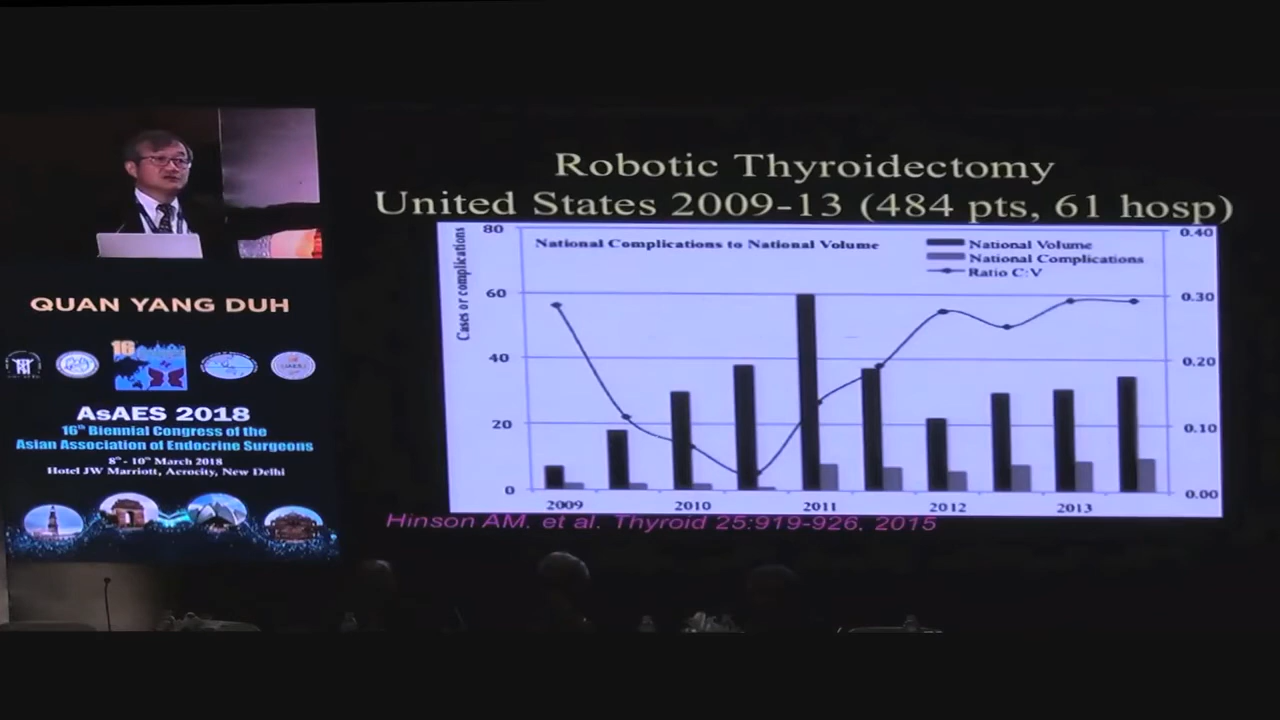 Robotic Thyroidectomy
United States 2009-13 (484 pts, 61 hosp)
National Complications to National Volume
National Volume
National Complications
Ratio C:V
Cases or complications
80
60
40
20
0
0.40
0.30
0.20
0.10
0.00
2009
2010
2011
2012
2013
Hinson AM. et al. Thyroid 25:919-926, 2015
QUAN YANG DUH
16
AsAES 2018
16th Biennial Congress of the
Asian Association of Endocrine Surgeons
8th - 10th March 2018
Hotel JW Marriott, Aerocity, New Delhi